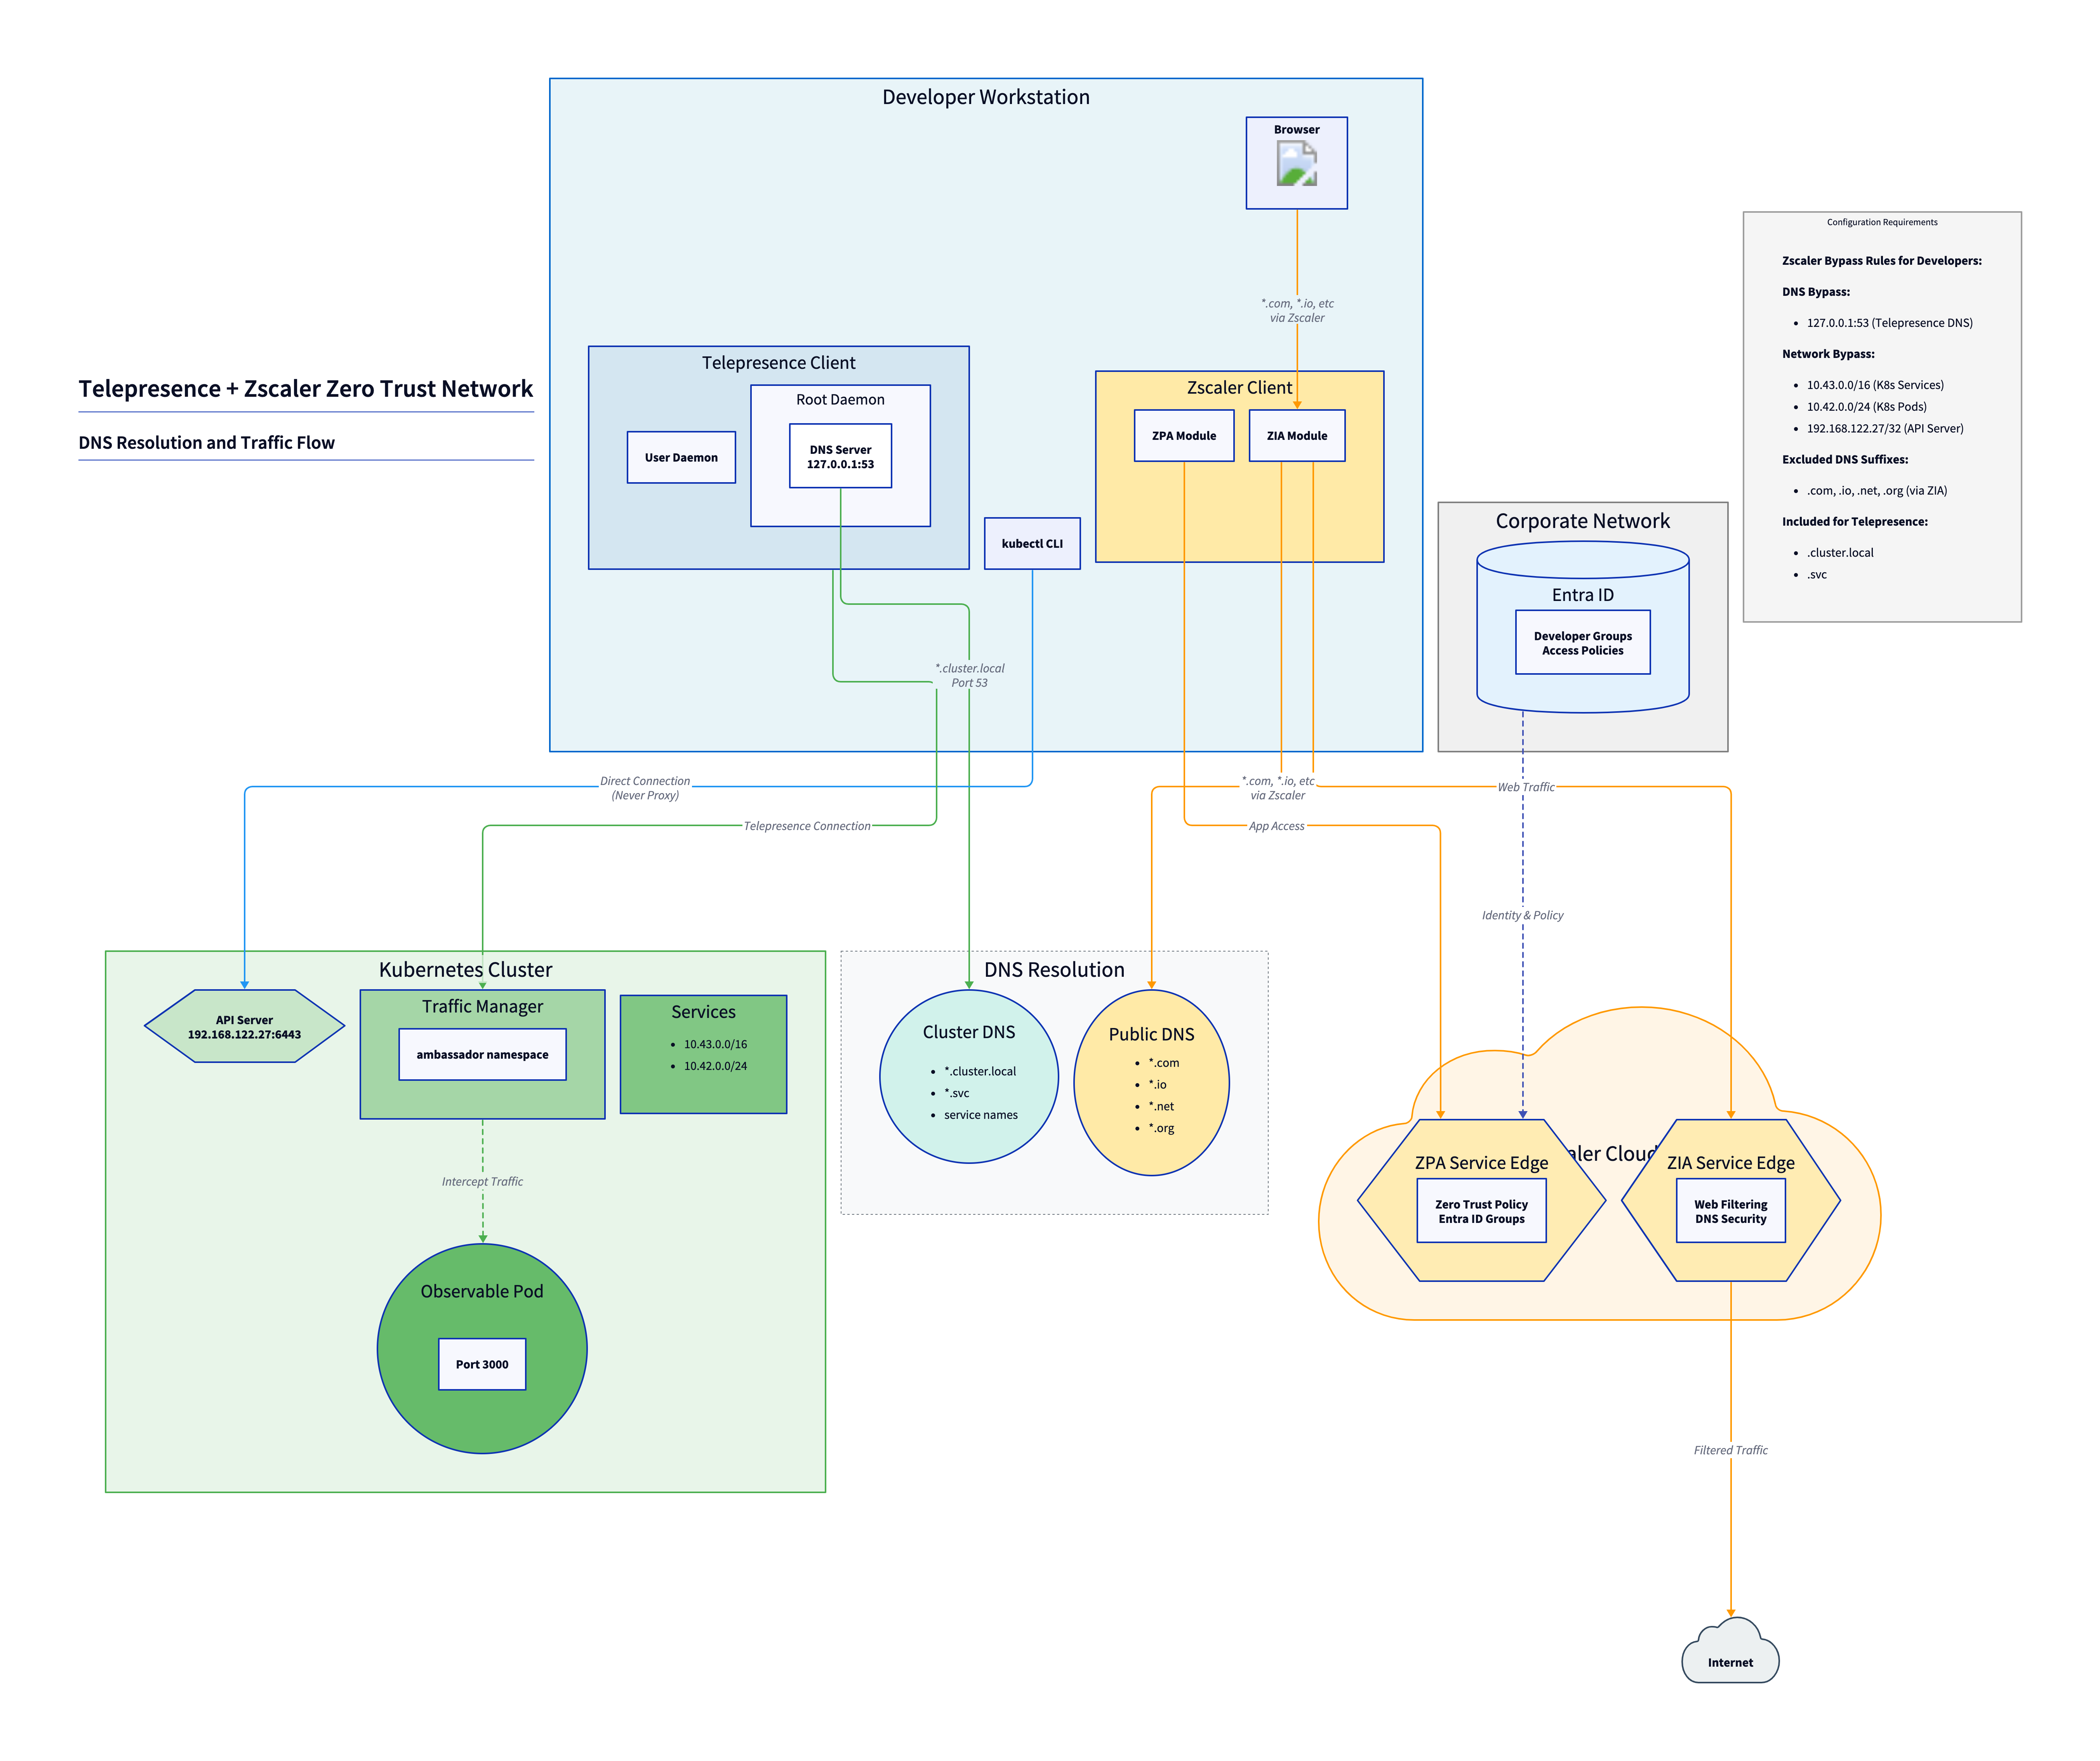 Developer Workstation
Browser
*.com, *.io, etc
via Zscaler
Telepresence + Zscaler Zero Trust Network
DNS Resolution and Traffic Flow
Telepresence Client
Root Daemon
User Daemon
DNS Server
127.0.0.1:53
kubectl CLI
Zscaler Client
ZPA Module
ZIA Module
Corporate Network
Entra ID
Developer Groups
Access Policies
Configuration Requirements
Zscaler Bypass Rules for Developers:
DNS Bypass:
• 127.0.0.1:53 (Telepresence DNS)
Network Bypass:
• 10.43.0.0/16 (K8s Services)
• 10.42.0.0/24 (K8s Pods)
• 192.168.122.27/32 (API Server)
Excluded DNS Suffixes:
• .com, .io, .net, .org (via ZIA)
Included for Telepresence:
• .cluster.local
• .svc
*.cluster.local
Port 53
Direct Connection
(Never Proxy)
*.com, *.io, etc
via Zscaler
Web Traffic
Telepresence Connection
App Access
Identity & Policy
Kubernetes Cluster
API Server
192.168.122.27:6443
Traffic Manager
ambassador namespace
Services
• 10.43.0.0/16
• 10.42.0.0/24
Intercept Traffic
Observable Pod
Port 3000
DNS Resolution
Cluster DNS
• *.cluster.local
• *.svc
• service names
Public DNS
• *.com
• *.io
• *.net
• *.org
aler Cloud
ZPA Service Edge
Zero Trust Policy
Entra ID Groups
ZIA Service Edge
Web Filtering
DNS Security
Filtered Traffic
Internet